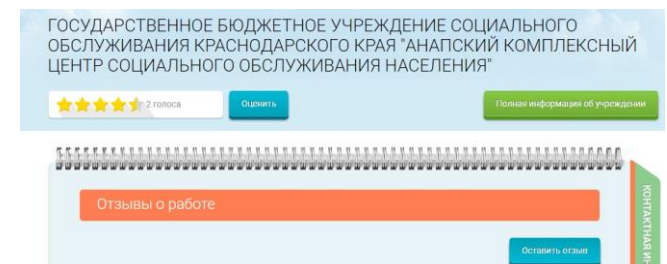 ГОСУДАРСТВЕННОЕ БЮДЖЕТНОЕ УЧРЕЖДЕНИЕ СОЦИАЛЬНОГО
ОБСЛУЖИВАНИЯ КРАСНОДАРСКОГО КРАЯ "АНАПСКИЙ КОМПЛЕКСНЫЙ
ЦЕНТР СОЦИАЛЬНОГО ОБСЛУЖИВАНИЯ НАСЕЛЕНИЯ"
2 голоса
Оценить
Полная информация об учреждении
Отзывы о работе
Оставить отзыв
КОНТАКТНАЯ